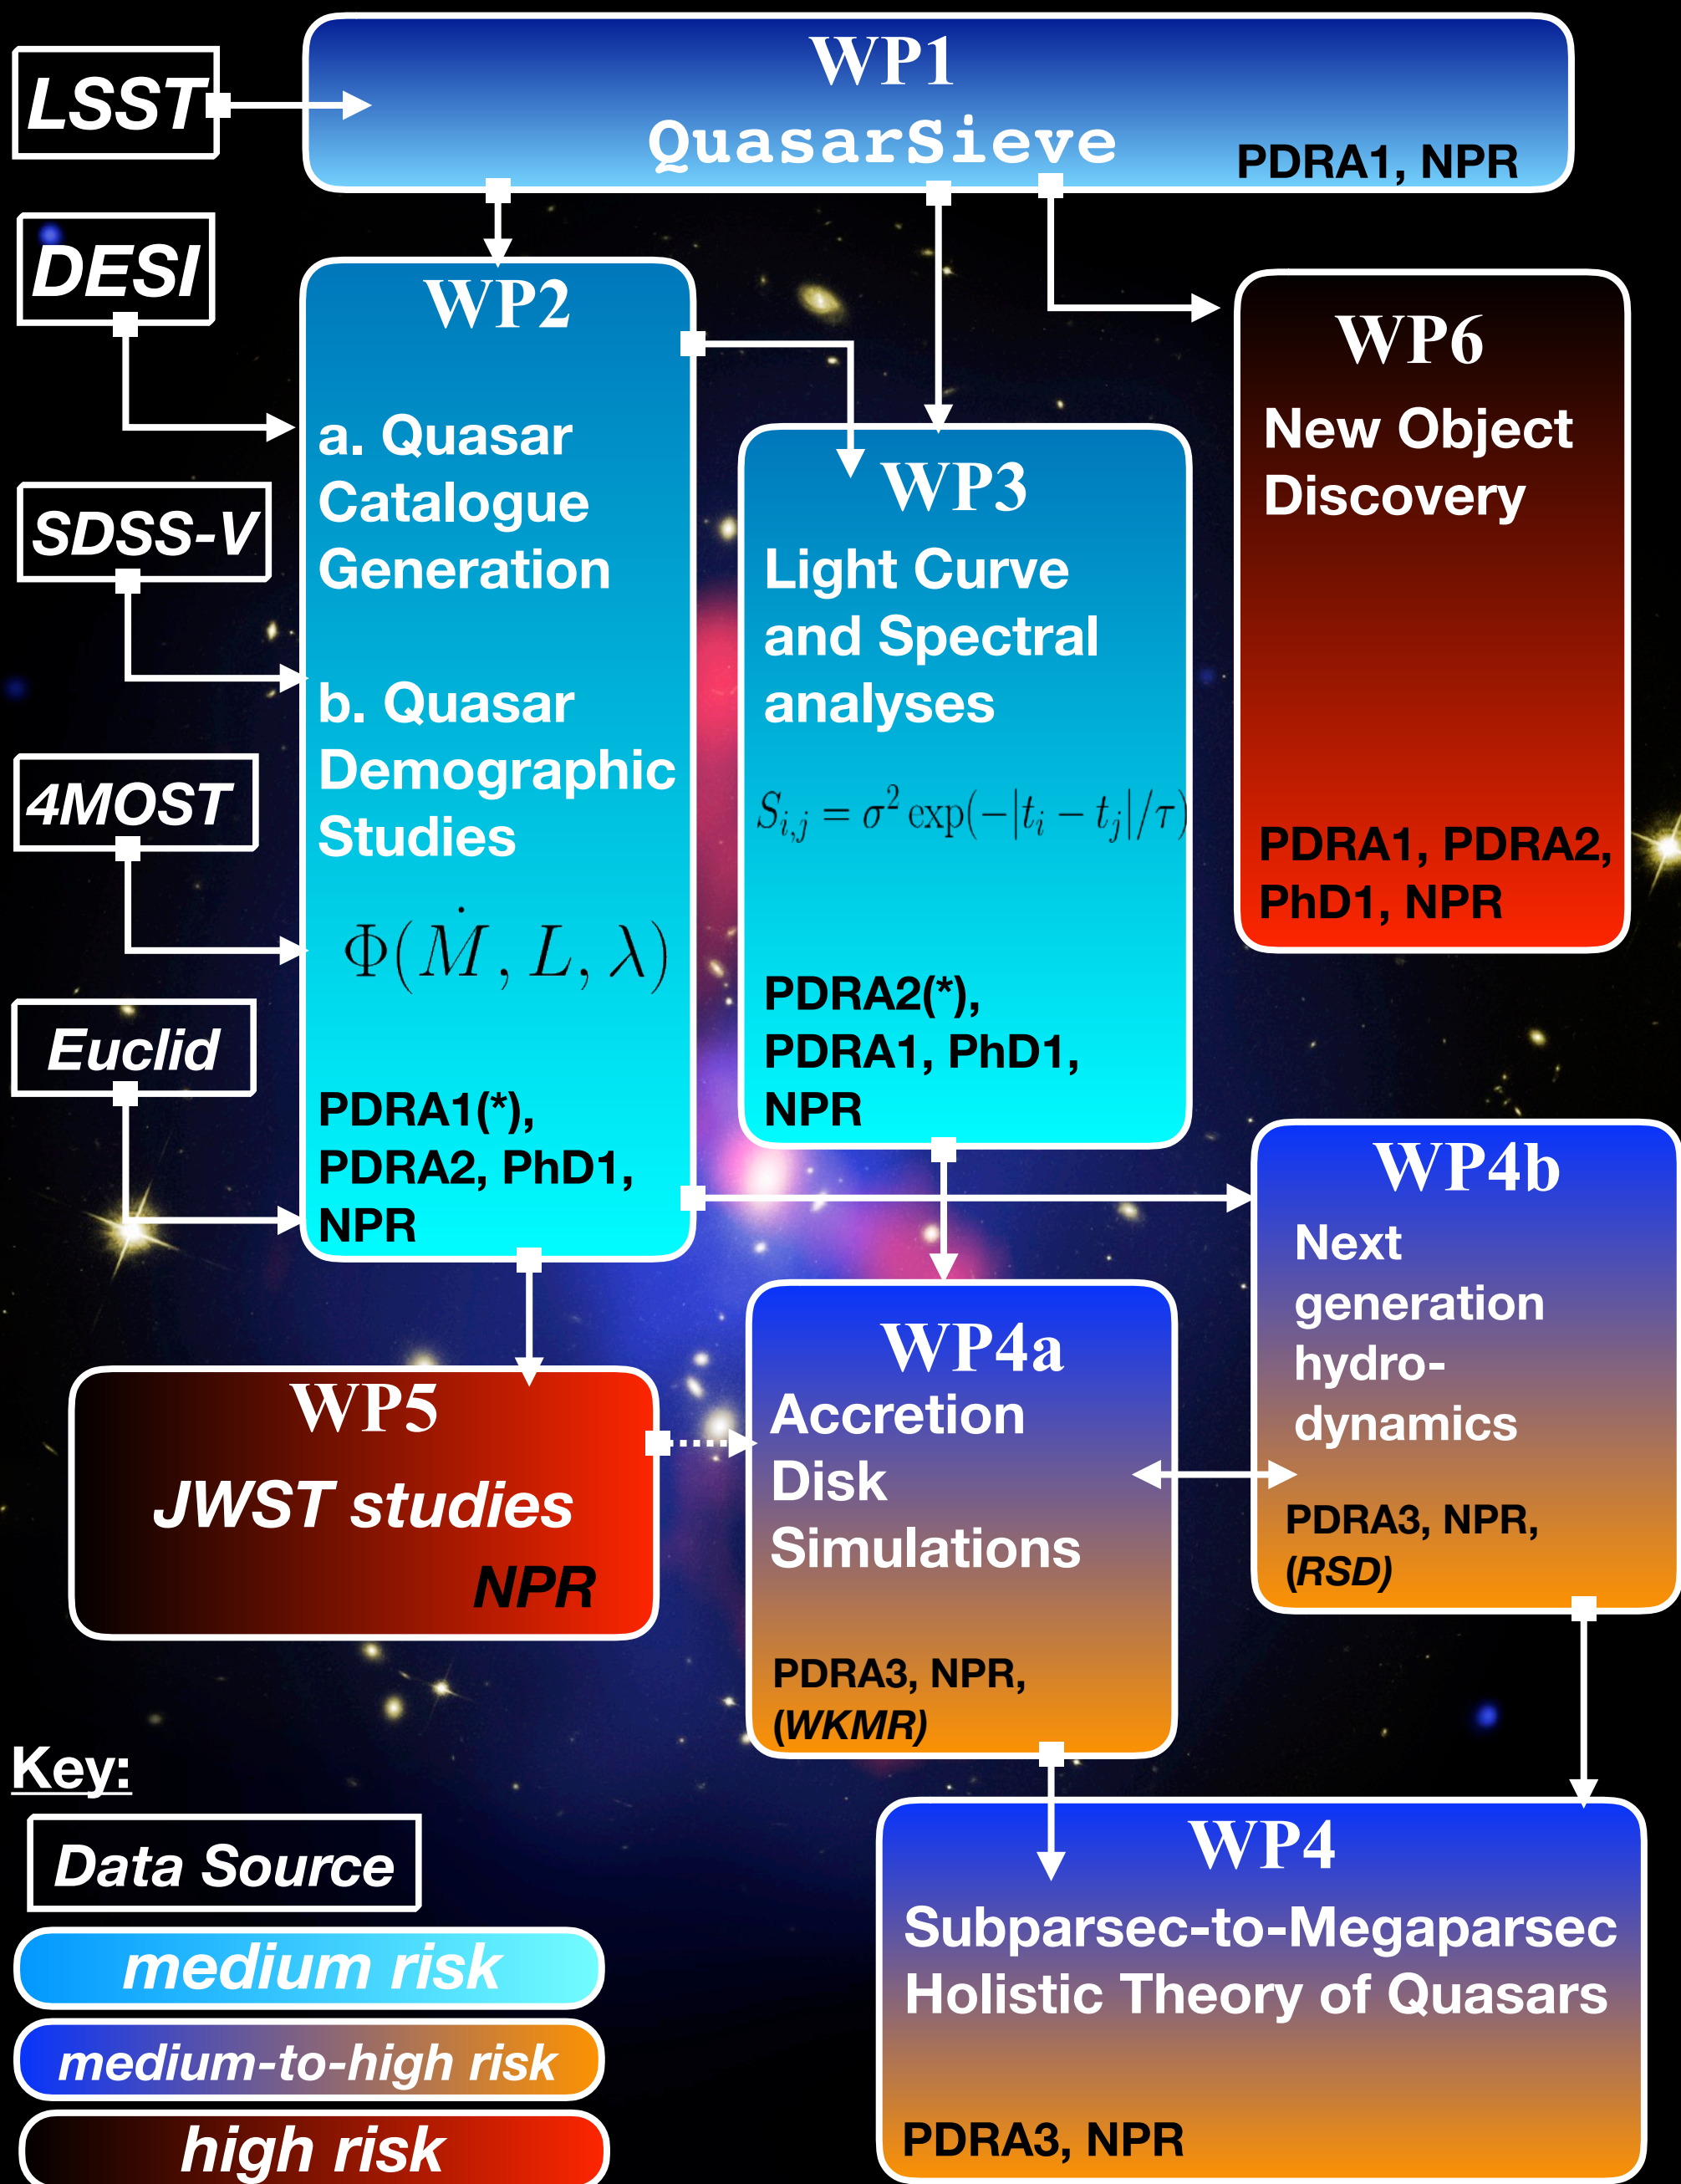 LSST
WP1
QuasarSieve
PDRA1, NPR
DESI
SDSS-V
4MOST
Euclid
WP2
a. Quasar
Catalogue
Generation
b. Quasar
Demographic
Studies
Φ(Ṁ, L, λ)
PDRA1(*),
PDRA2, PhD1,
NPR
WP3
Light Curve
and Spectral
analyses
S_{i,j} = σ² exp(−|t_i − t_j|/τ)
PDRA2(*),
PDRA1, PhD1,
NPR
WP6
New Object
Discovery
PDRA1, PDRA2,
PhD1, NPR
WP4b
Next
generation
hydro-
dynamics
PDRA3, NPR,
(RSD)
WP5
JWST studies
NPR
WP4a
Accretion
Disk
Simulations
PDRA3, NPR,
(WKMR)
WP4
Subparsec-to-Megaparsec
Holistic Theory of Quasars
PDRA3, NPR
Key:
Data Source
medium risk
medium-to-high risk
high risk